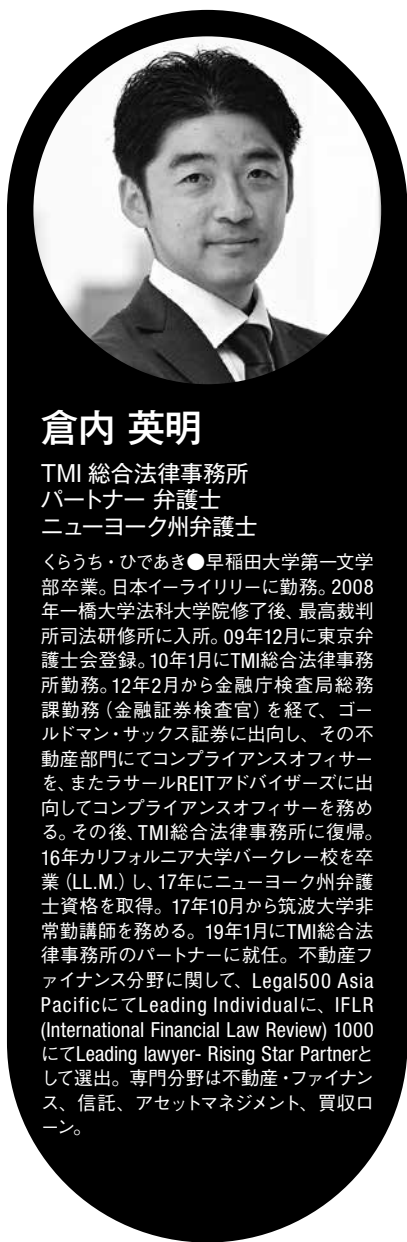 倉内 英明
TMI 総合法律事務所
パートナー 弁護士
ニューヨーク州弁護士
くらうち・ひであき●早稲田大学第一文学
部卒業。日本イーライリリーに勤務。2008
年一橋大学法科大学院修了後、最高裁判
所司法研修所に入所。09年12月に東京弁
護士会登録。10年1月にTMI総合法律事務
所勤務。12年2月から金融庁検査局総務
課勤務（金融証券検査官）を経て、ゴー
ルドマン・サックス証券に出向し、その不
動産部門にてコンプライアンスオフィサー
を、またラサールREITアドバイザーズに出
向してコンプライアンスオフィサーを務め
る。その後、TMI総合法律事務所に復帰。
16年カリフォルニア大学バークレー校を卒
業（LL.M.）し、17年にニューヨーク州弁護
士資格を取得。17年10月から筑波大学非
常勤講師を務める。19年1月にTMI総合法
律事務所のパートナーに就任。不動産フ
ァイナンス分野に関して、Legal500 Asia
PacificにてLeading Individualに、IFLR
(International Financial Law Review) 1000
にてLeading lawyer- Rising Star Partnerと
して選出。専門分野は不動産・ファイナン
ス、信託、アセットマネジメント、買収ロ
ーン。